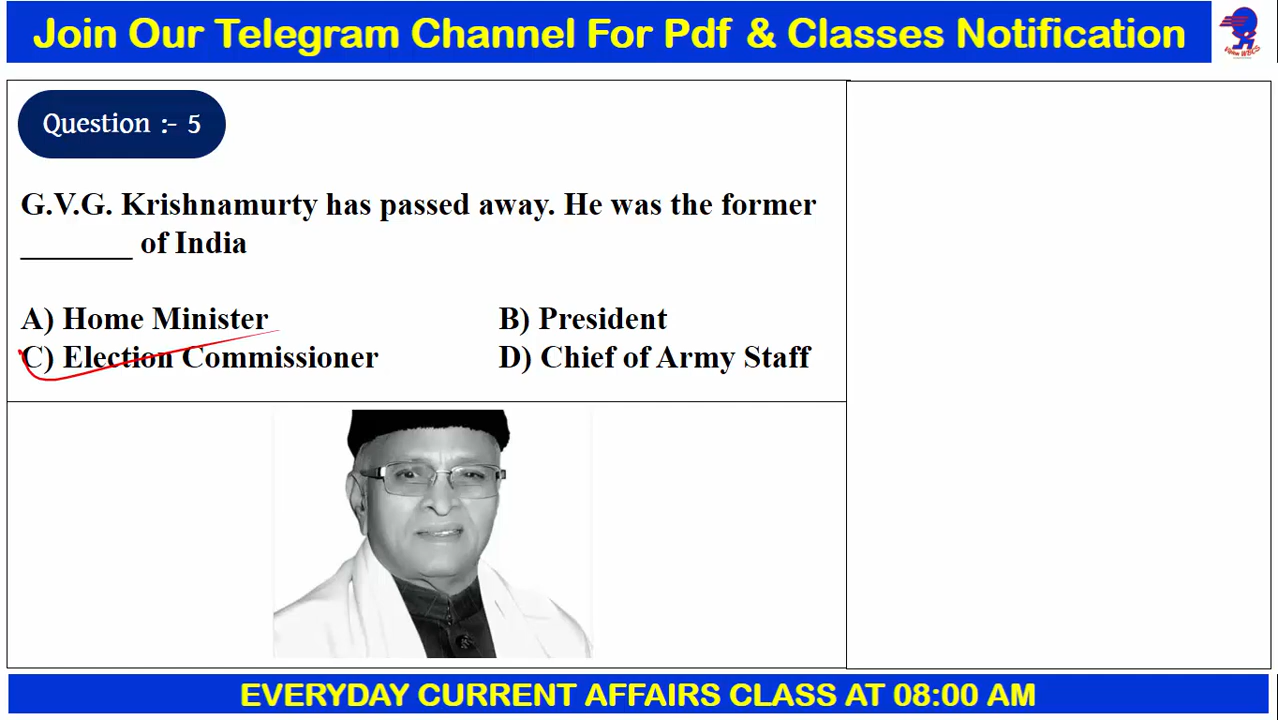 Join Our Telegram Channel For Pdf & Classes Notification
Question :- 5
G.V.G. Krishnamurty has passed away. He was the former
________ of India
A) Home Minister
B) President
C) Election Commissioner
D) Chief of Army Staff
EVERYDAY CURRENT AFFAIRS CLASS AT 08:00 AM